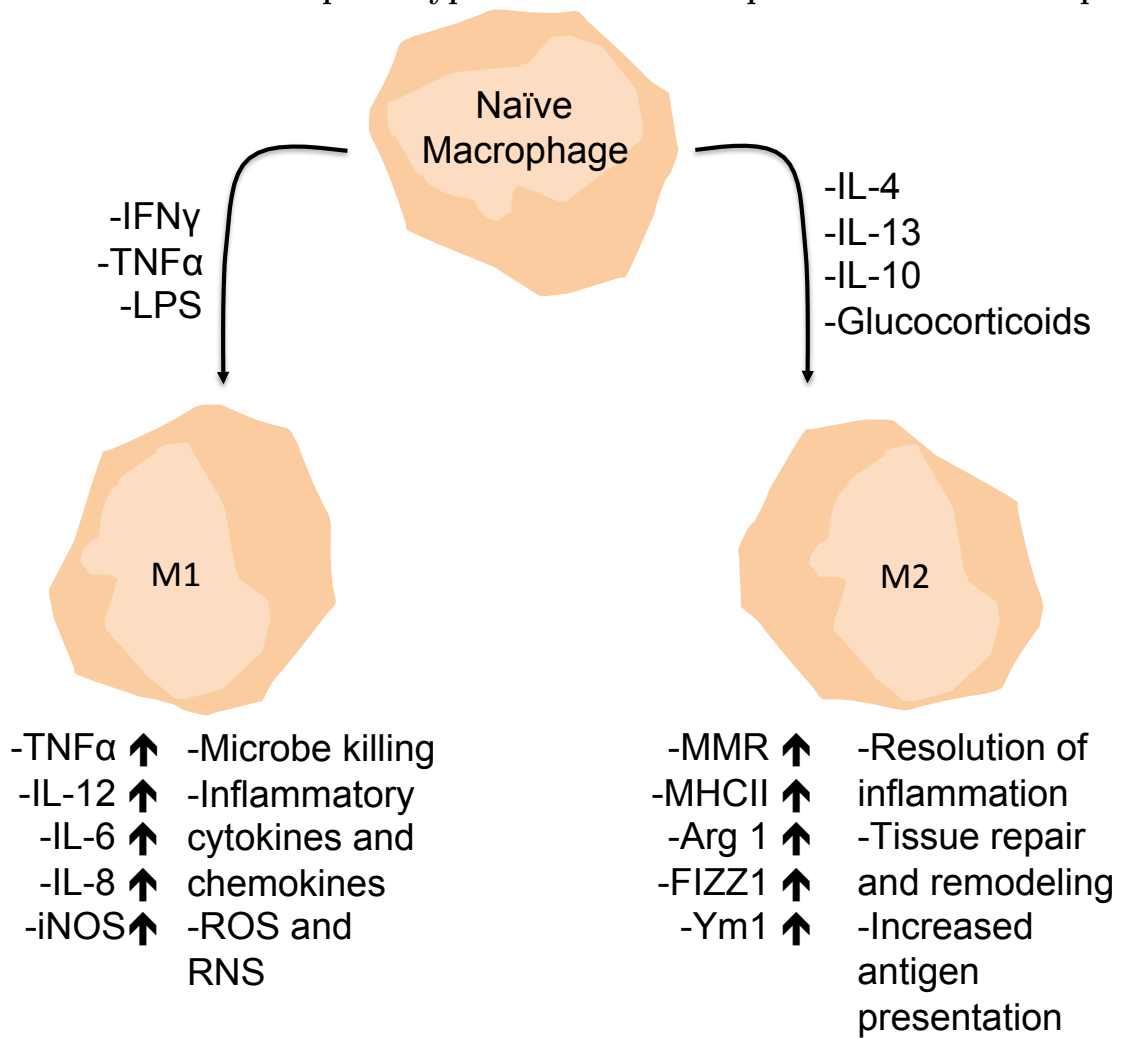 Naïve
Macrophage
-IFNγ
-TNFα
-LPS
-IL-4
-IL-13
-IL-10
-Glucocorticoids
M1
M2
-TNFα ↑
-IL-12 ↑
-IL-6 ↑
-IL-8 ↑
-iNOS ↑
-Microbe killing
-Inflammatory
cytokines and
chemokines
-ROS and
RNS
-MMR ↑
-MHCII ↑
-Arg 1 ↑
-FIZZ1 ↑
-Ym1 ↑
-Resolution of
inflammation
-Tissue repair
and remodeling
-Increased
antigen
presentation